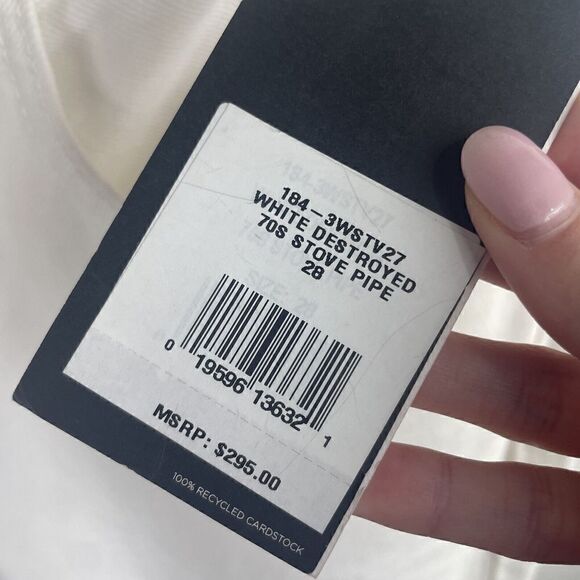 184-3WSTV27
WHITE DESTROYED
70S STOVE PIPE
28
0 19596 13632 1
MSRP: $295.00
100% RECYCLED CARDSTOCK